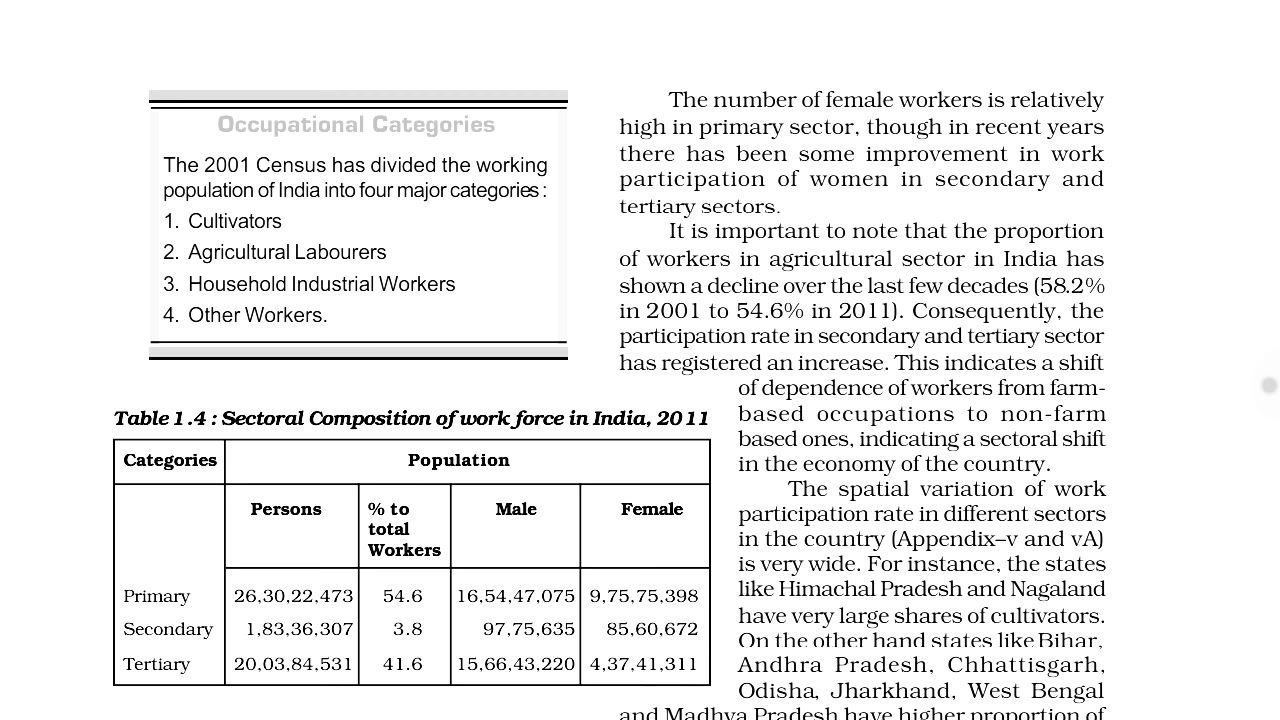 Occupational Categories
The 2001 Census has divided the working
population of India into four major categories :
1. Cultivators
2. Agricultural Labourers
3. Household Industrial Workers
4. Other Workers.
Table 1.4 : Sectoral Composition of work force in India, 2011
Categories Population
Persons % to total Workers Male Female
Primary 26,30,22,473 54.6 16,54,47,075 9,75,75,398
Secondary 1,83,36,307 3.8 97,75,635 85,60,672
Tertiary 20,03,84,531 41.6 15,66,43,220 4,37,41,311
The number of female workers is relatively
high in primary sector, though in recent years
there has been some improvement in work
participation of women in secondary and
tertiary sectors.
It is important to note that the proportion
of workers in agricultural sector in India has
shown a decline over the last few decades (58.2%
in 2001 to 54.6% in 2011). Consequently, the
participation rate in secondary and tertiary sector
has registered an increase. This indicates a shift
of dependence of workers from farm-
based occupations to non-farm
based ones, indicating a sectoral shift
in the economy of the country.
The spatial variation of work
participation rate in different sectors
in the country (Appendix–v and vA)
is very wide. For instance, the states
like Himachal Pradesh and Nagaland
have very large shares of cultivators.
On the other hand states like Bihar,
Andhra Pradesh, Chhattisgarh,
Odisha, Jharkhand, West Bengal
and Madhya Pradesh have higher proportion of